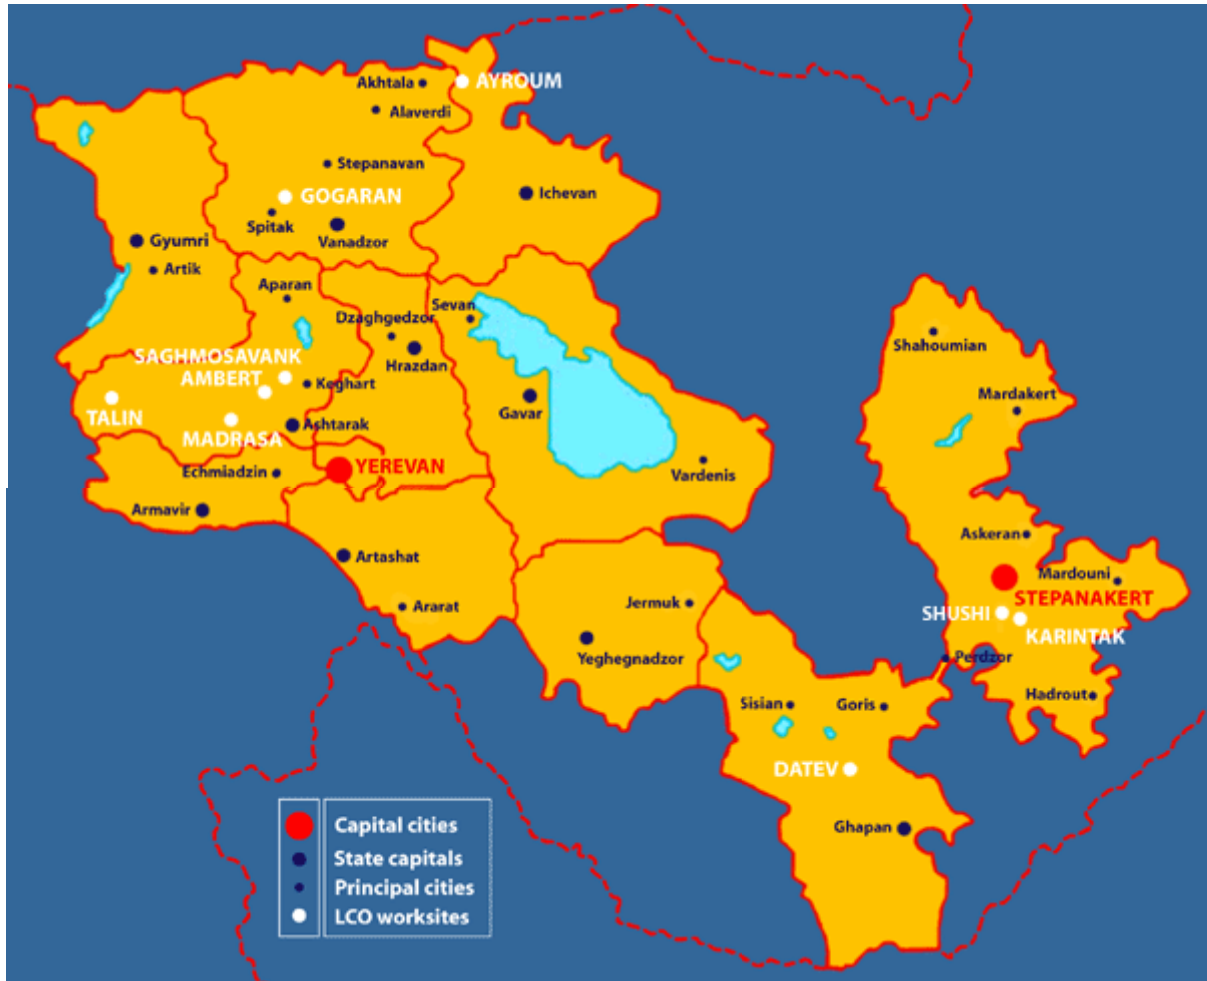 Akhtala
AYROUM
Alaverdi
Stepanavan
GOGARAN
Ichevan
Spitak
Vanadzor
Gyumri
Artik
Aparan
Sevan
Dzaghgedzor
Shahoumian
SAGHMOSAVANK
Hrazdan
AMBERT
Keghart
Mardakert
TALIN
Gavar
MADRASA
Ashtarak
YEREVAN
Echmiadzin
Vardenis
Armavir
Askeran
Artashat
Mardouni
STEPANAKERT
Ararat
Jermuk
SHUSHI
KARINTAK
Yeghegnadzor
Perdzor
Hadrout
Sisian
Goris
DATEV
Ghapan
Capital cities
State capitals
Principal cities
LCO worksites